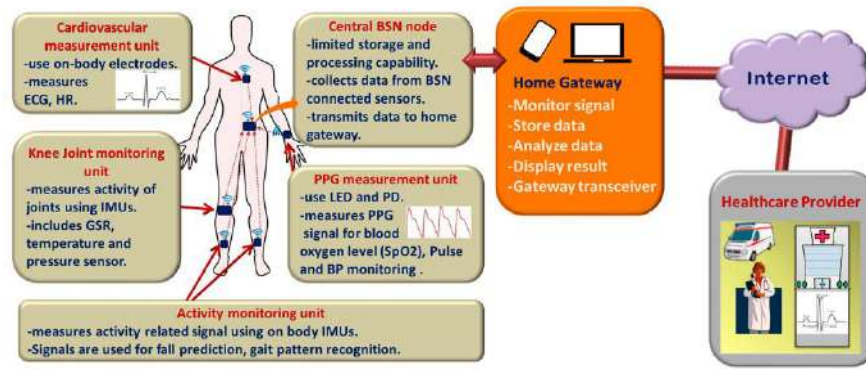 Cardiovascular
measurement unit
-use on-body electrodes.
-measures
ECG, HR.
Central BSN node
-limited storage and
processing capability.
-collects data from BSN
connected sensors.
-transmits data to home
gateway.
Home Gateway
-Monitor signal
-Store data
-Analyze data
-Display result
-Gateway transceiver
Internet
Knee Joint monitoring
unit
-measures activity of
joints using IMUs.
-includes GSR,
temperature and
pressure sensor.
PPG measurement unit
-use LED and PD.
-measures PPG
signal for blood
oxygen level (SpO2), Pulse
and BP monitoring .
Healthcare Provider
Activity monitoring unit
-measures activity related signal using on body IMUs.
-Signals are used for fall prediction, gait pattern recognition.